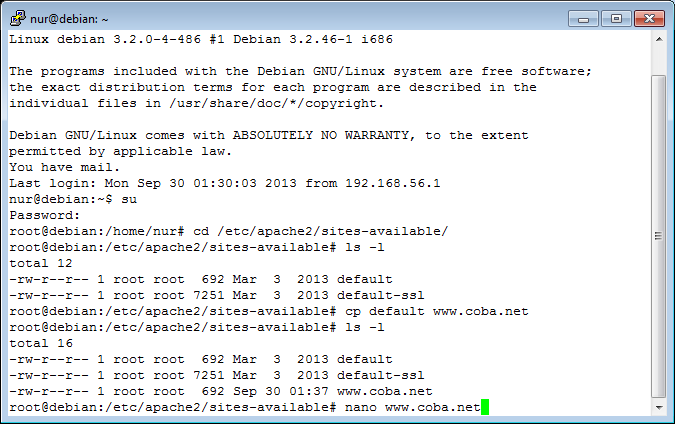 nur@debian: ~
Linux debian 3.2.0-4-486 #1 Debian 3.2.46-1 i686
The programs included with the Debian GNU/Linux system are free software;
the exact distribution terms for each program are described in the
individual files in /usr/share/doc/*/copyright.
Debian GNU/Linux comes with ABSOLUTELY NO WARRANTY, to the extent
permitted by applicable law.
You have mail.
Last login: Mon Sep 30 01:30:03 2013 from 192.168.56.1
nur@debian:~$ su
Password:
root@debian:/home/nur# cd /etc/apache2/sites-available/
root@debian:/etc/apache2/sites-available# ls -l
total 12
-rw-r--r-- 1 root root  692 Mar  3  2013 default
-rw-r--r-- 1 root root 7251 Mar  3  2013 default-ssl
root@debian:/etc/apache2/sites-available# cp default www.coba.net
root@debian:/etc/apache2/sites-available# ls -l
total 16
-rw-r--r-- 1 root root  692 Mar  3  2013 default
-rw-r--r-- 1 root root 7251 Mar  3  2013 default-ssl
-rw-r--r-- 1 root root  692 Sep 30 01:37 www.coba.net
root@debian:/etc/apache2/sites-available# nano www.coba.net